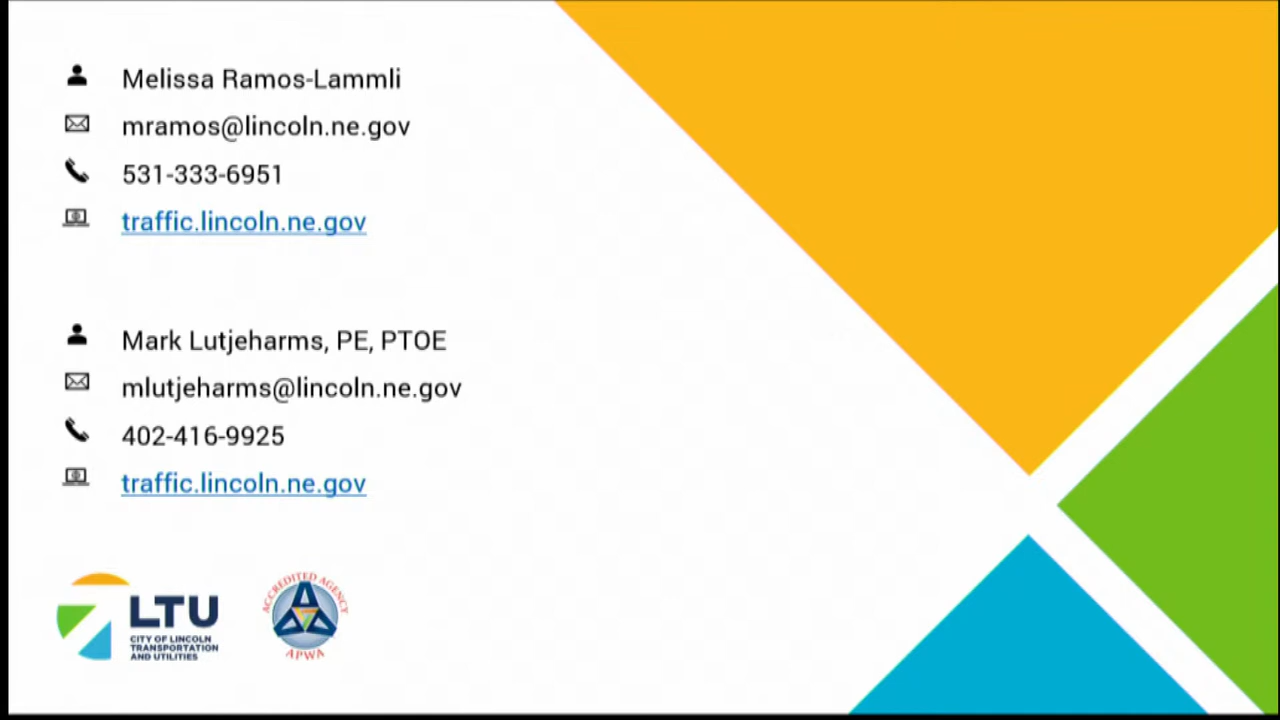 Melissa Ramos-Lammli
mramos@lincoln.ne.gov
531-333-6951
traffic.lincoln.ne.gov
Mark Lutjeharms, PE, PTOE
mlutjeharms@lincoln.ne.gov
402-416-9925
traffic.lincoln.ne.gov
LTU
CITY OF LINCOLN
TRANSPORTATION
AND UTILITIES
ACCREDITED AGENCY
APWA